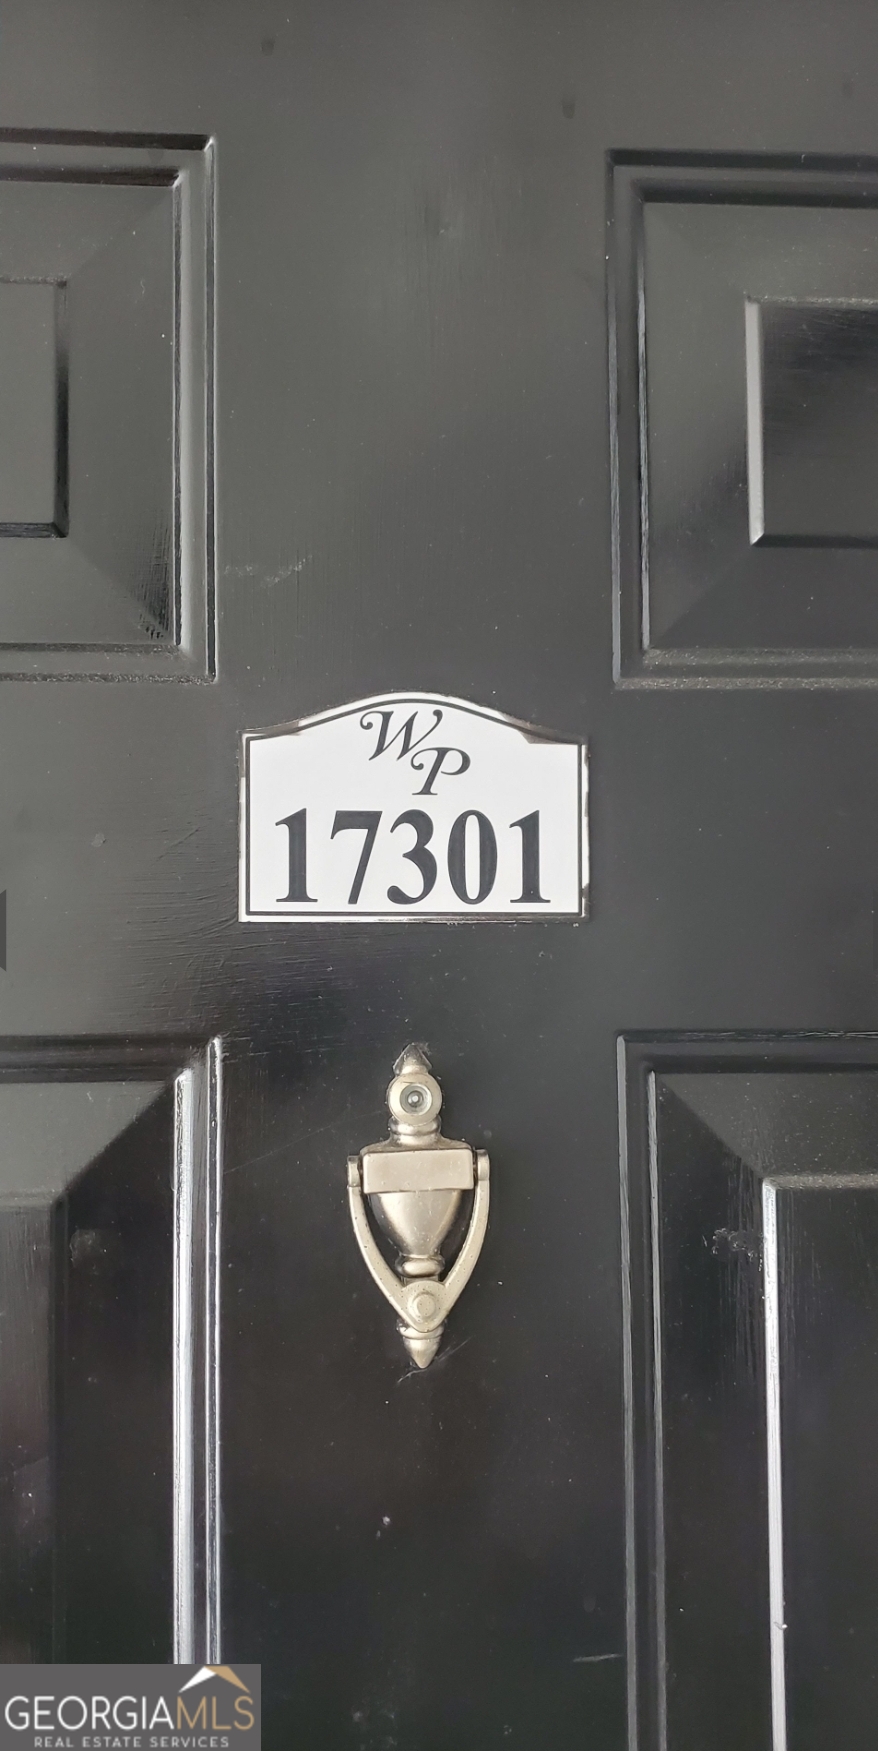 WP
17301
GEORGIAMLS
REAL ESTATE SERVICES